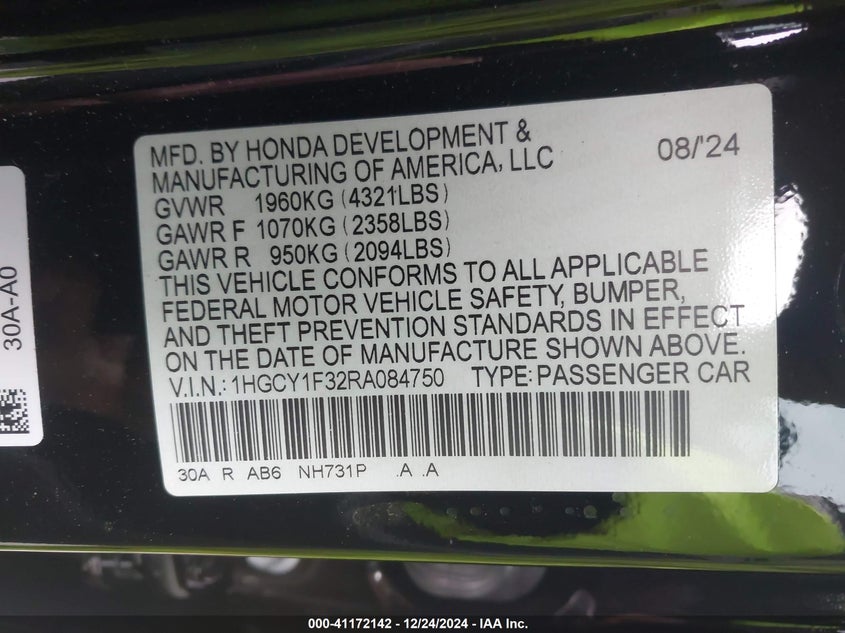 MFD. BY HONDA DEVELOPMENT & 08/'24
MANUFACTURING OF AMERICA, LLC
GVWR 1960KG (4321LBS)
GAWR F 1070KG (2358LBS)
GAWR R 950KG (2094LBS)
THIS VEHICLE CONFORMS TO ALL APPLICABLE
FEDERAL MOTOR VEHICLE SAFETY, BUMPER,
AND THEFT PREVENTION STANDARDS IN EFFECT
ON THE DATE OF MANUFACTURE SHOWN ABOVE.
V.I.N.: 1HGCY1F32RA084750 TYPE: PASSENGER CAR
30A R AB6 NH731P .A .A
30A-A0
000-41172142 - 12/24/2024 - IAA Inc.